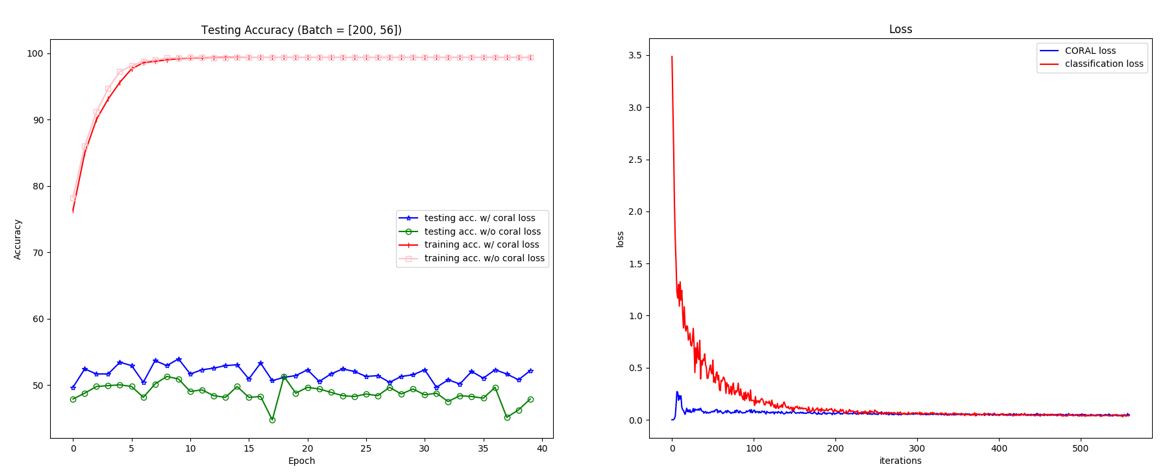 Testing Accuracy (Batch = [200, 56])
100
90
80
70
60
50
Accuracy
testing acc. w/ coral loss
testing acc. w/o coral loss
training acc. w/ coral loss
training acc. w/o coral loss
0 5 10 15 20 25 30 35 40
Epoch
Loss
3.5
3.0
2.5
2.0
1.5
1.0
0.5
0.0
loss
CORAL loss
classification loss
0 100 200 300 400 500
iterations